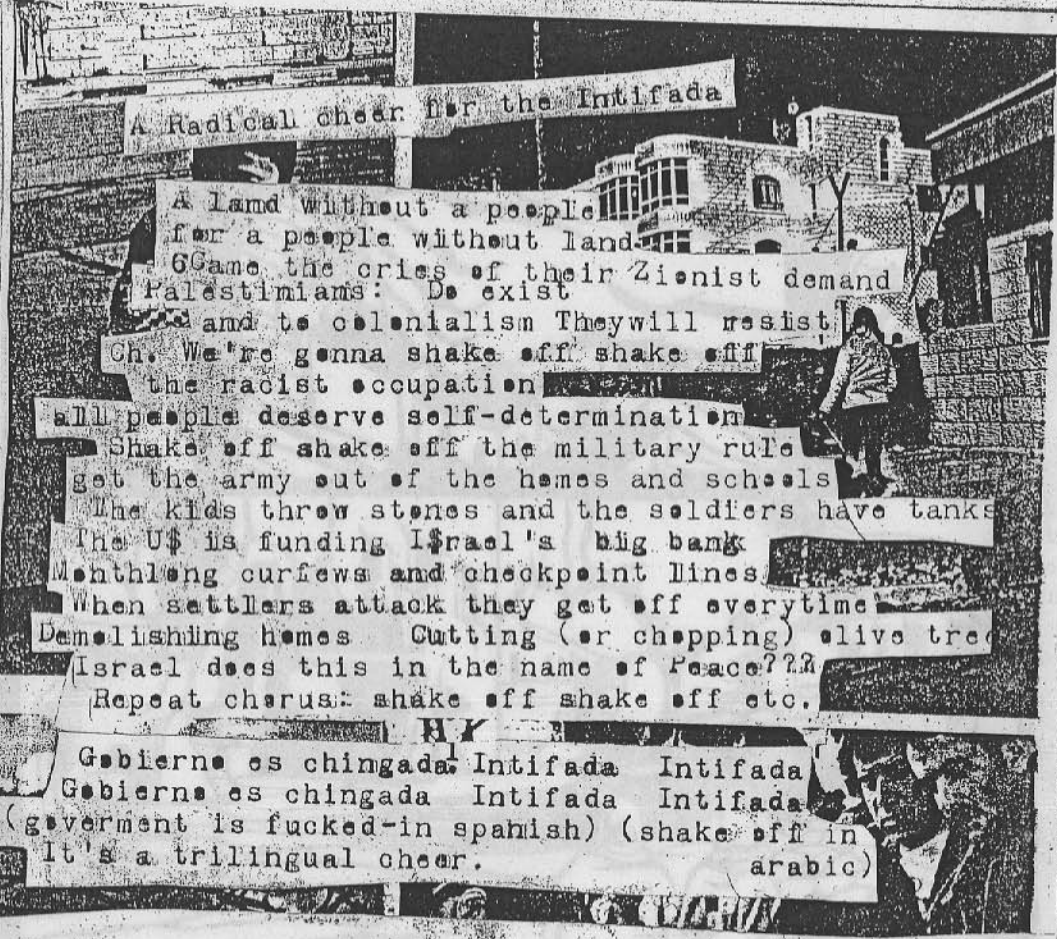 A Radical cheer for the Intifada
A land without a people
for a people without land
6Came the cries of their Zionist demand
Palestinians: Do exist
and to colonialism Theywill resist
Ch. We're gonna shake off shake off
the racist occupation
all people deserve self-determination
Shake off shake off the military rule
get the army out of the homes and schools
The kids throw stones and the soldiers have tanks
The U$ is funding I$rael's big bank
Monthlong curfews and checkpoint lines
When settlers attack they get off everytime
Demolishing homes Cutting (or chopping) olive tree
Israel does this in the name of Peace???
Repeat chorus: shake off shake off etc.
Gobierno es chingada! Intifada Intifada
Gobierno es chingada Intifada Intifada
(goverment is fucked-in spanish) (shake off in
It's a trilingual cheer. arabic)